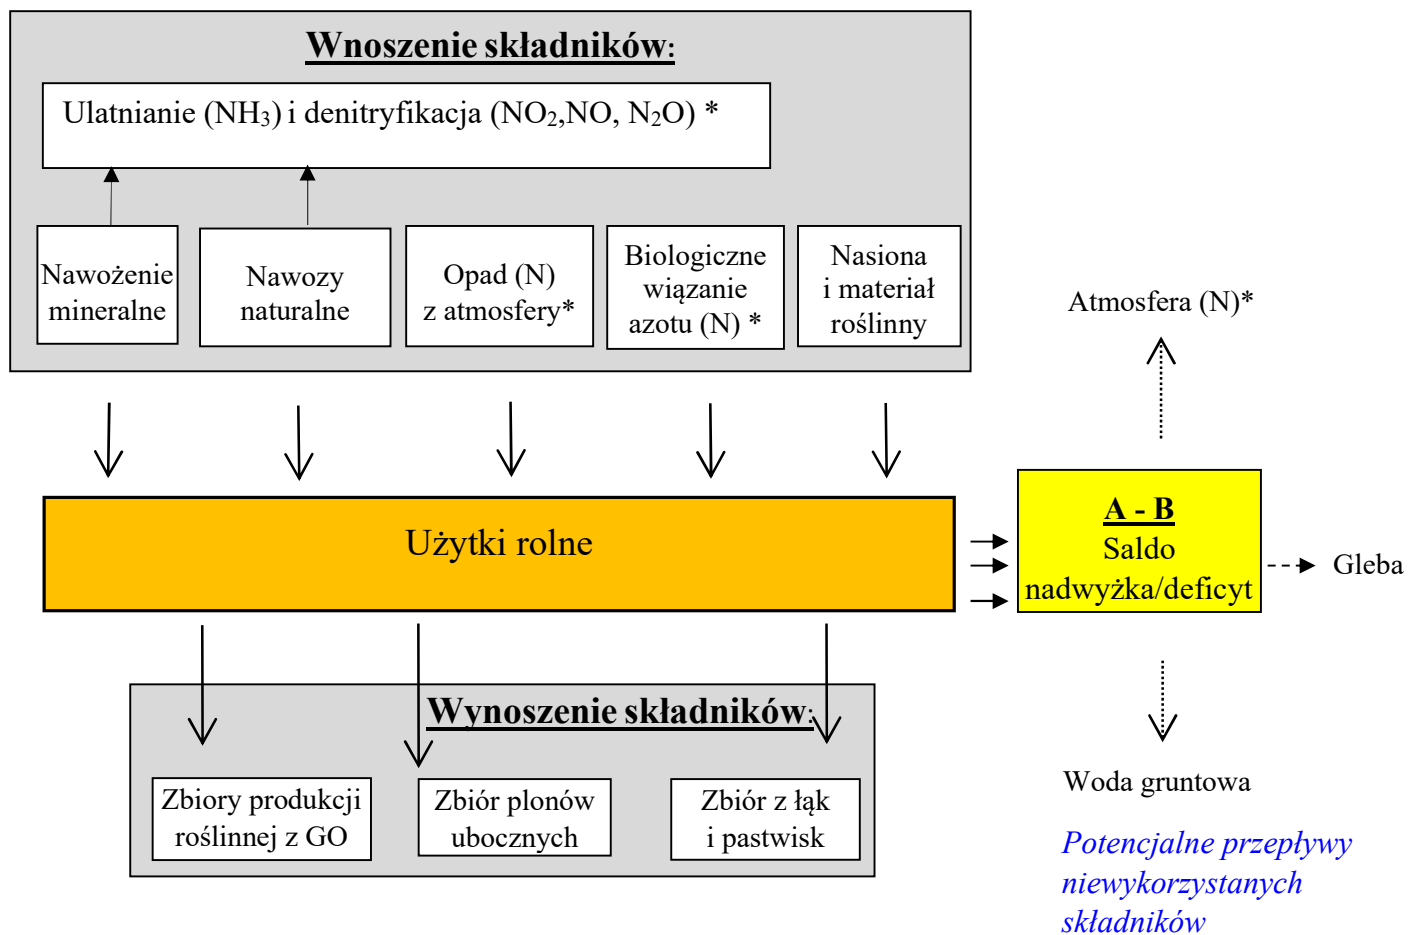 Wnoszenie składników:
Ulatnianie (NH₃) i denitryfikacja (NO₂,NO, N₂O) *
Nawożenie
mineralne
Nawozy
naturalne
Opad (N)
z atmosfery*
Biologiczne
wiązanie
azotu (N) *
Nasiona
i materiał
roślinny
Atmosfera (N)*
Użytki rolne
A - B
Saldo
nadwyżka/deficyt
Gleba
Wynoszenie składników:
Zbiory produkcji
roślinnej z GO
Zbiór plonów
ubocznych
Zbiór z łąk
i pastwisk
Woda gruntowa
Potencjalne przepływy
niewykorzystanych
składników